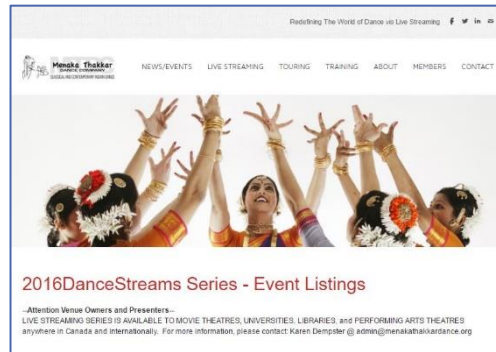 Redefining The World of Dance via Live Streaming
Menaka Thakkar
DANCE COMPANY
NEWS/EVENTS LIVE STREAMING TOURING TRAINING ABOUT MEMBERS CONTACT
2016DanceStreams Series - Event Listings
--Attention Venue Owners and Presenters--
LIVE STREAMING SERIES IS AVAILABLE TO MOVIE THEATRES, UNIVERSITIES, LIBRARIES, and PERFORMING ARTS THEATRES
anywhere in Canada and Internationally. For more information, please contact: Karen Dempster @ admin@menakathakkardance.org